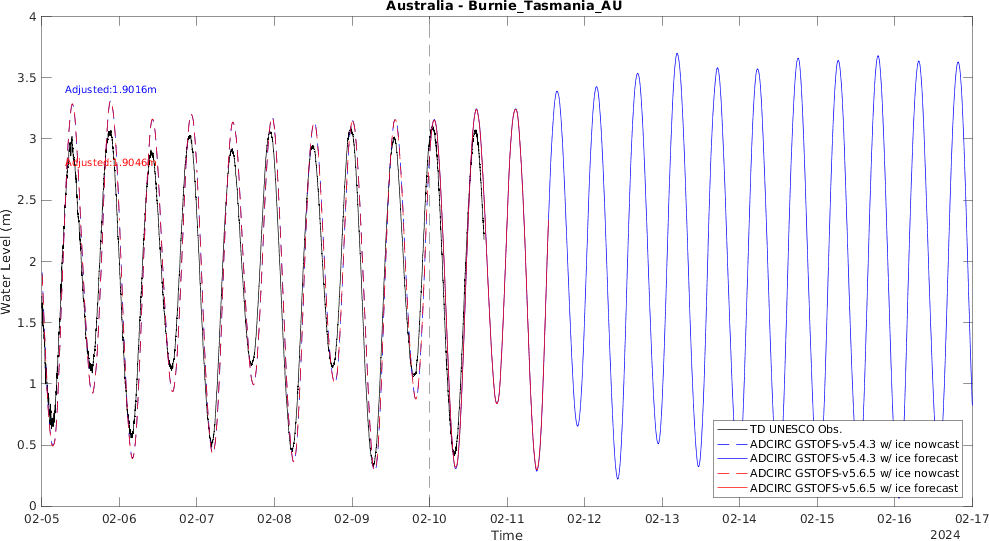 Australia - Burnie_Tasmania_AU
Water Level (m)
4
3.5
3
2.5
2
1.5
1
0.5
0
Adjusted:1.9016m
Adjusted:1.9046m
TD UNESCO Obs.
ADCIRC GSTOFS-v5.4.3 w/ ice nowcast
ADCIRC GSTOFS-v5.4.3 w/ ice forecast
ADCIRC GSTOFS-v5.6.5 w/ ice nowcast
ADCIRC GSTOFS-v5.6.5 w/ ice forecast
02-05 02-06 02-07 02-08 02-09 02-10 02-11 02-12 02-13 02-14 02-15 02-16 02-17
Time
2024